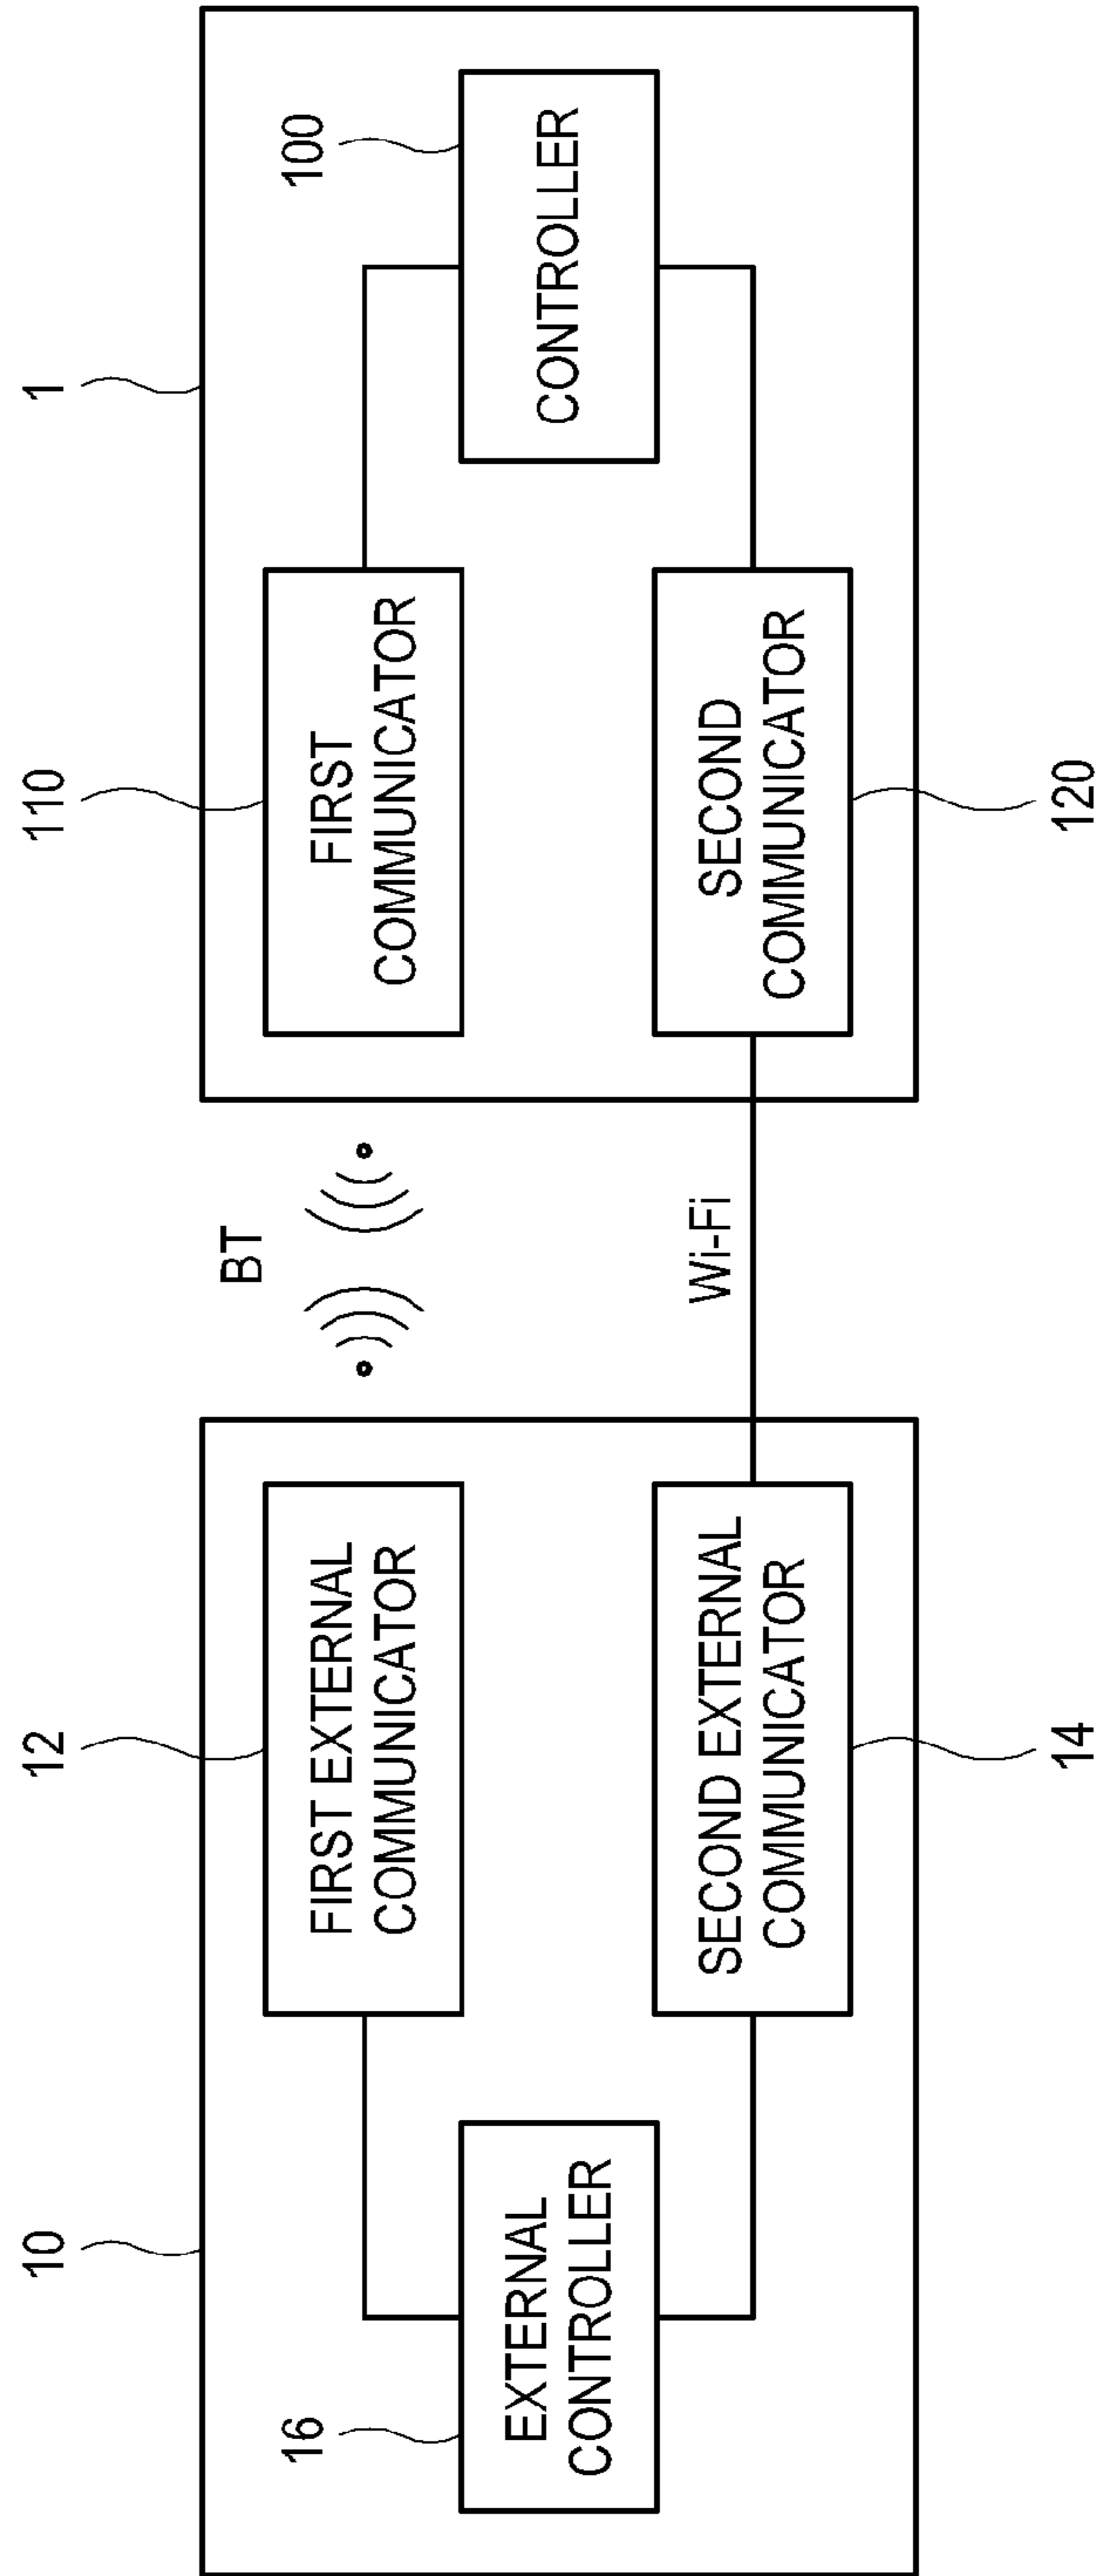 10
12
110
1
16
100
BT
FIRST EXTERNAL
COMMUNICATOR
FIRST
COMMUNICATOR
EXTERNAL
CONTROLLER
CONTROLLER
Wi-Fi
SECOND EXTERNAL
COMMUNICATOR
SECOND
COMMUNICATOR
14
120